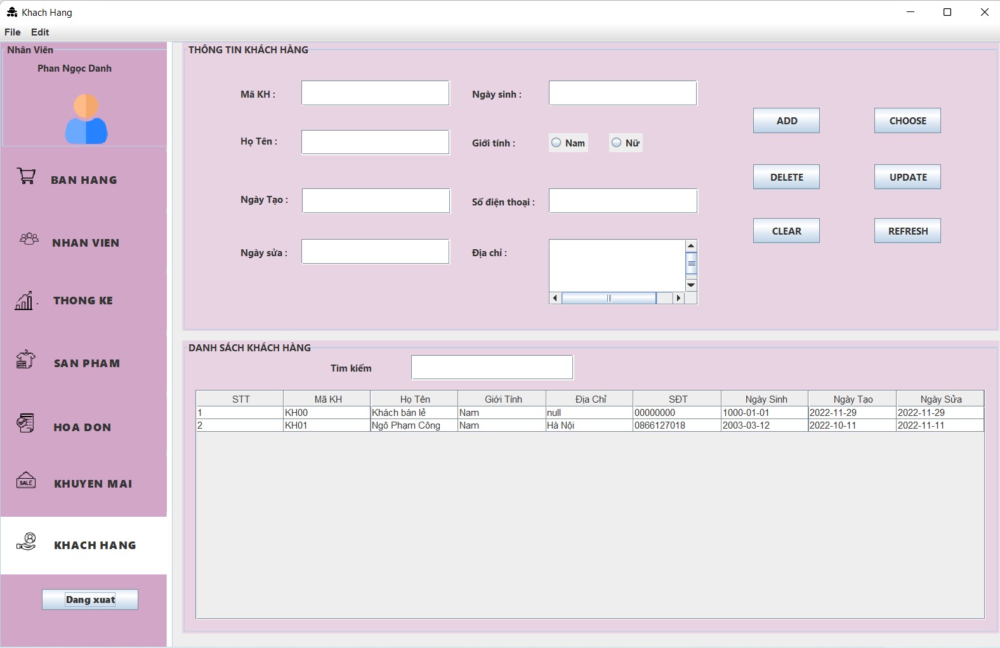 Khach Hang
File Edit
Nhân Viên
Phan Ngọc Danh
BAN HANG
NHAN VIEN
THONG KE
SAN PHAM
HOA DON
SALE
KHUYEN MAI
KHACH HANG
Dang xuat
THÔNG TIN KHÁCH HÀNG
Mã KH :
Ngày sinh :
Họ Tên :
Giới tính :
Nam
Nữ
Ngày Tạo :
Số điện thoại :
Ngày sửa :
Địa chỉ :
ADD
CHOOSE
DELETE
UPDATE
CLEAR
REFRESH
DANH SÁCH KHÁCH HÀNG
Tìm kiếm
STT Mã KH Họ Tên Giới Tính Địa Chỉ SĐT Ngày Sinh Ngày Tạo Ngày Sửa
1 KH00 Khách bán lẻ Nam null 00000000 1000-01-01 2022-11-29 2022-11-29
2 KH01 Ngô Phạm Công Nam Hà Nội 0866127018 2003-03-12 2022-10-11 2022-11-11